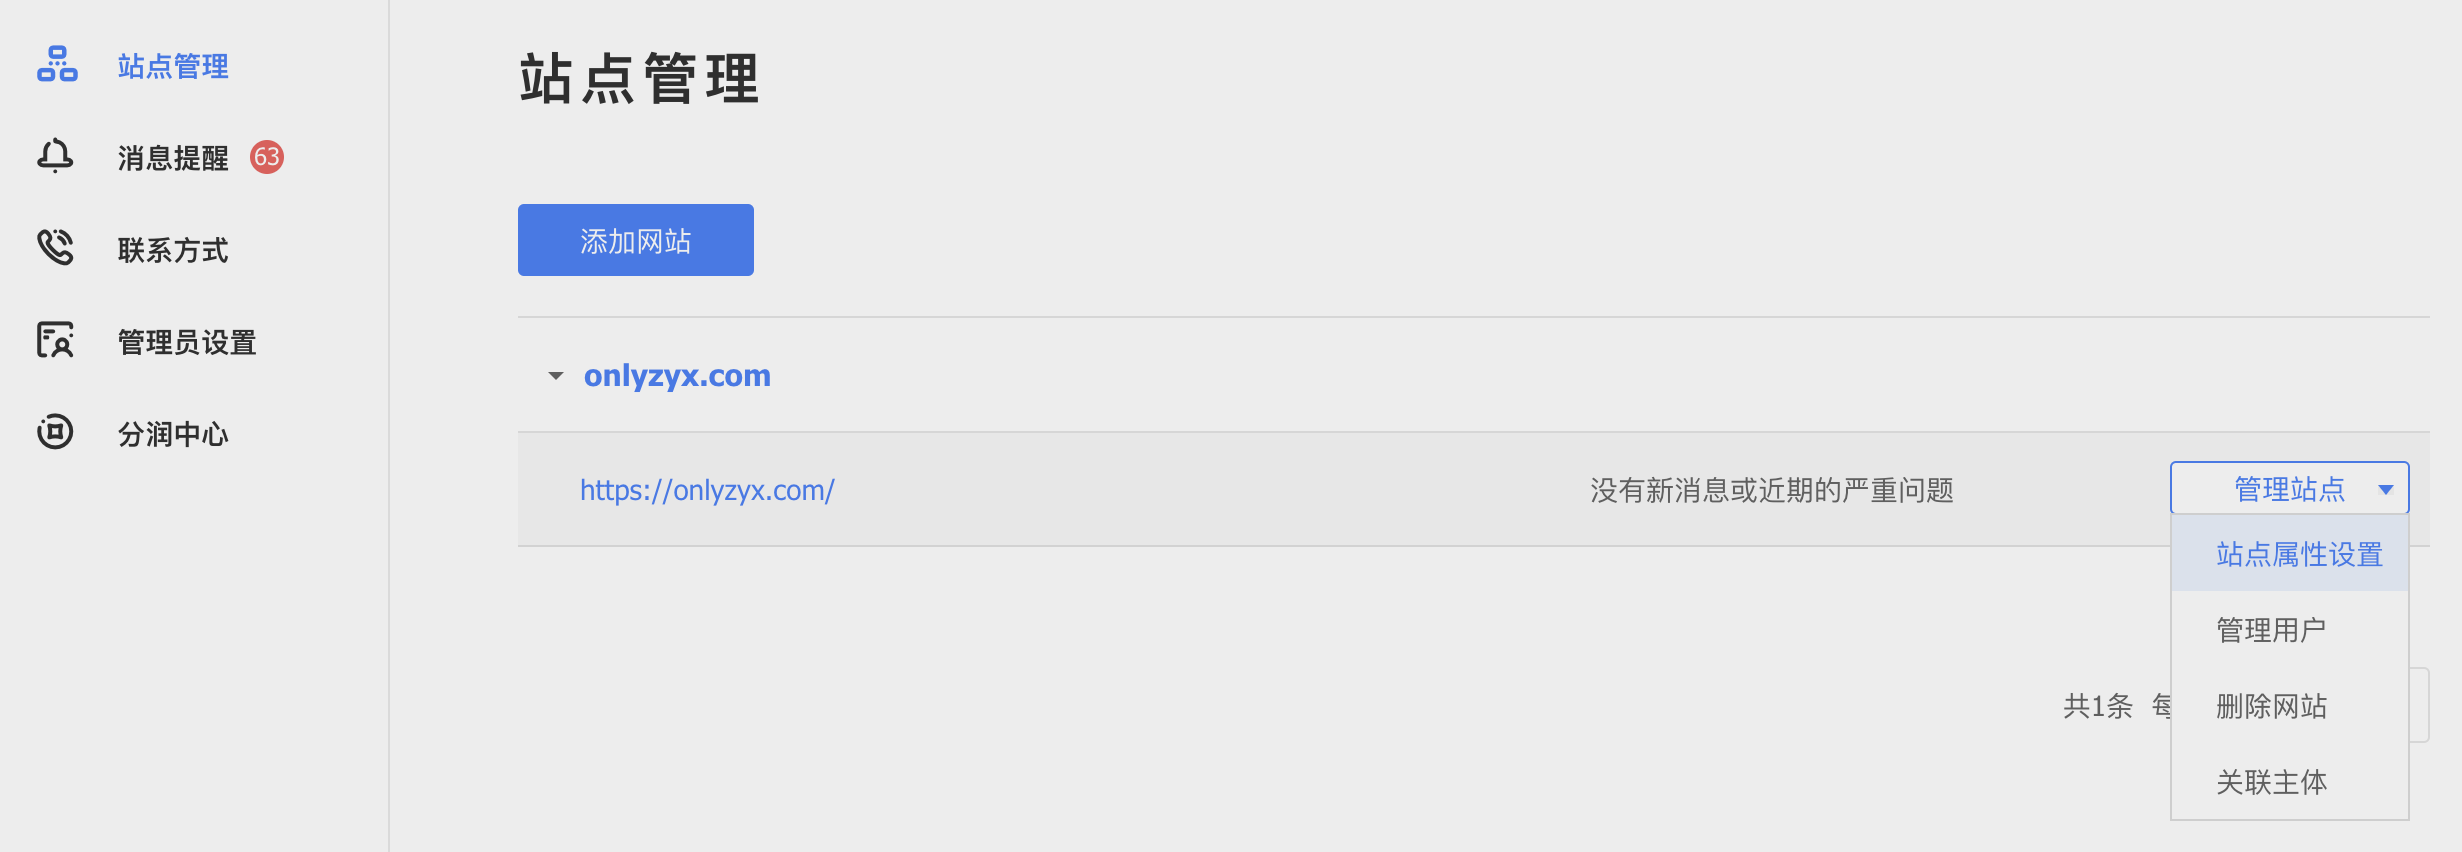 站点管理
消息提醒 63
联系方式
管理员设置
分润中心
站点管理
添加网站
onlyzyx.com
https://onlyzyx.com/ 没有新消息或近期的严重问题 管理站点
站点属性设置
管理用户
共1条 每
删除网站
关联主体